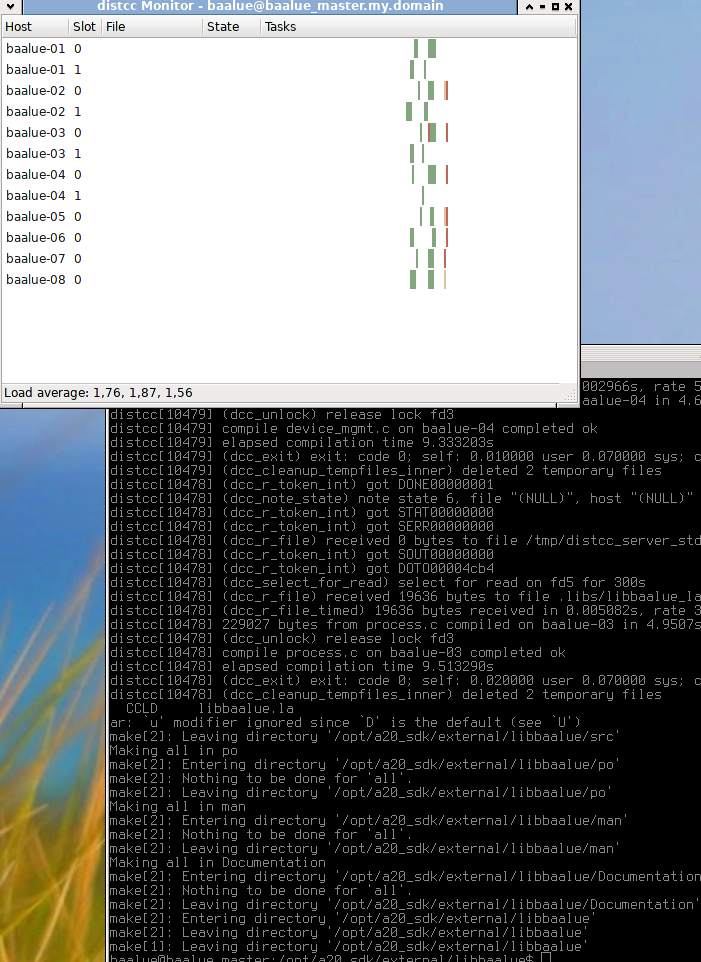 distcc Monitor - baalue@baalue_master.my.domain
Host Slot File State Tasks
baalue-01 0
baalue-01 1
baalue-02 0
baalue-02 1
baalue-03 0
baalue-03 1
baalue-04 0
baalue-04 1
baalue-05 0
baalue-06 0
baalue-07 0
baalue-08 0
Load average: 1,76, 1,87, 1,56
002966s, rate 5
aalue-04 in 4.6
distcc[10479] (dcc_unlock) release lock fd3
distcc[10479] compile device_mgmt.c on baalue-04 completed ok
distcc[10479] elapsed compilation time 9.333203s
distcc[10479] (dcc_exit) exit: code 0; self: 0.010000 user 0.070000 sys; c
distcc[10479] (dcc_cleanup_tempfiles_inner) deleted 2 temporary files
distcc[10478] (dcc_r_token_int) got DONE00000001
distcc[10478] (dcc_note_state) note state 6, file "(NULL)", host "(NULL)"
distcc[10478] (dcc_r_token_int) got STAT00000000
distcc[10478] (dcc_r_token_int) got SERR00000000
distcc[10478] (dcc_r_file) received 0 bytes to file /tmp/distcc_server_std
distcc[10478] (dcc_r_token_int) got SOUT00000000
distcc[10478] (dcc_r_token_int) got DOTO00004cb4
distcc[10478] (dcc_select_for_read) select for read on fd5 for 300s
distcc[10478] (dcc_r_file) received 19636 bytes to file .libs/libbaalue_la
distcc[10478] (dcc_r_file_timed) 19636 bytes received in 0.005082s, rate 3
distcc[10478] 229027 bytes from process.c compiled on baalue-03 in 4.9507s
distcc[10478] (dcc_unlock) release lock fd3
distcc[10478] compile process.c on baalue-03 completed ok
distcc[10478] elapsed compilation time 9.513290s
distcc[10478] (dcc_exit) exit: code 0; self: 0.020000 user 0.070000 sys; c
distcc[10478] (dcc_cleanup_tempfiles_inner) deleted 2 temporary files
CCLD libbaalue.la
ar: `u' modifier ignored since `D' is the default (see `U')
make[2]: Leaving directory '/opt/a20_sdk/external/libbaalue/src'
Making all in po
make[2]: Entering directory '/opt/a20_sdk/external/libbaalue/po'
make[2]: Nothing to be done for 'all'.
make[2]: Leaving directory '/opt/a20_sdk/external/libbaalue/po'
Making all in man
make[2]: Entering directory '/opt/a20_sdk/external/libbaalue/man'
make[2]: Nothing to be done for 'all'.
make[2]: Leaving directory '/opt/a20_sdk/external/libbaalue/man'
Making all in Documentation
make[2]: Entering directory '/opt/a20_sdk/external/libbaalue/Documentation
make[2]: Nothing to be done for 'all'.
make[2]: Leaving directory '/opt/a20_sdk/external/libbaalue/Documentation'
make[2]: Entering directory '/opt/a20_sdk/external/libbaalue'
make[2]: Leaving directory '/opt/a20_sdk/external/libbaalue'
make[1]: Leaving directory '/opt/a20_sdk/external/libbaalue'
baalue@baalue_master:/opt/a20_sdk/external/libbaalue$